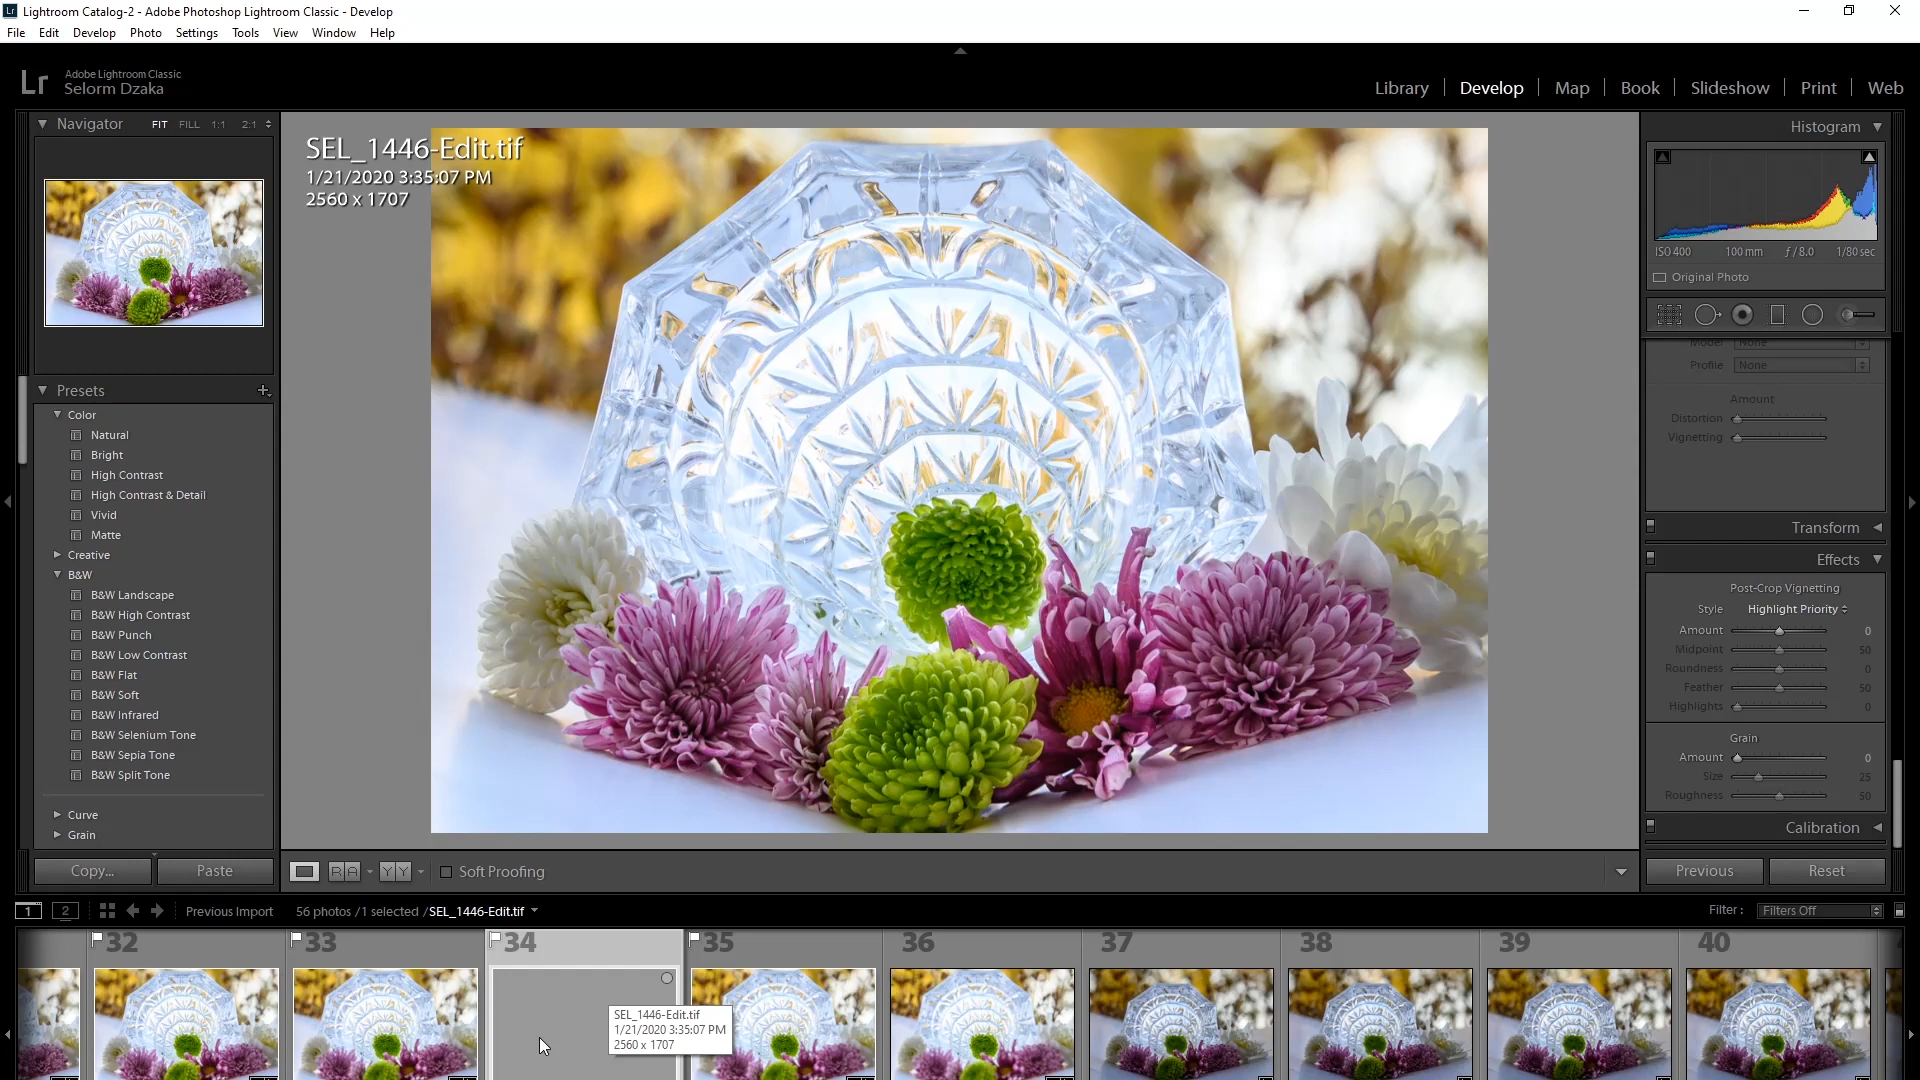 Lightroom Catalog-2 - Adobe Photoshop Lightroom Classic - Develop
File Edit Develop Photo Settings Tools View Window Help
Lr Adobe Lightroom Classic
Selorm Dzaka
Library | Develop | Map | Book | Slideshow | Print | Web
Navigator FIT FILL 1:1 2:1
SEL_1446-Edit.tif
1/21/2020 3:35:07 PM
2560 x 1707
Presets
Color
Natural
Bright
High Contrast
High Contrast & Detail
Vivid
Matte
Creative
B&W
B&W Landscape
B&W High Contrast
B&W Punch
B&W Low Contrast
B&W Flat
B&W Soft
B&W Infrared
B&W Selenium Tone
B&W Sepia Tone
B&W Split Tone
Curve
Grain
Copy... Paste
Histogram
ISO 400 100 mm ƒ / 8.0 1/80 sec
Original Photo
Model None
Profile None
Amount
Distortion
Vignetting
Transform
Effects
Post-Crop Vignetting
Style Highlight Priority
Amount 0
Midpoint 50
Roundness 0
Feather 50
Highlights 0
Grain
Amount 0
Size 25
Roughness 50
Calibration
Previous Reset
RA YY Soft Proofing
1 2 Previous Import 56 photos /1 selected /SEL_1446-Edit.tif Filter : Filters Off
32 33 34 35 36 37 38 39 40
SEL_1446-Edit.tif
1/21/2020 3:35:07 PM
2560 x 1707